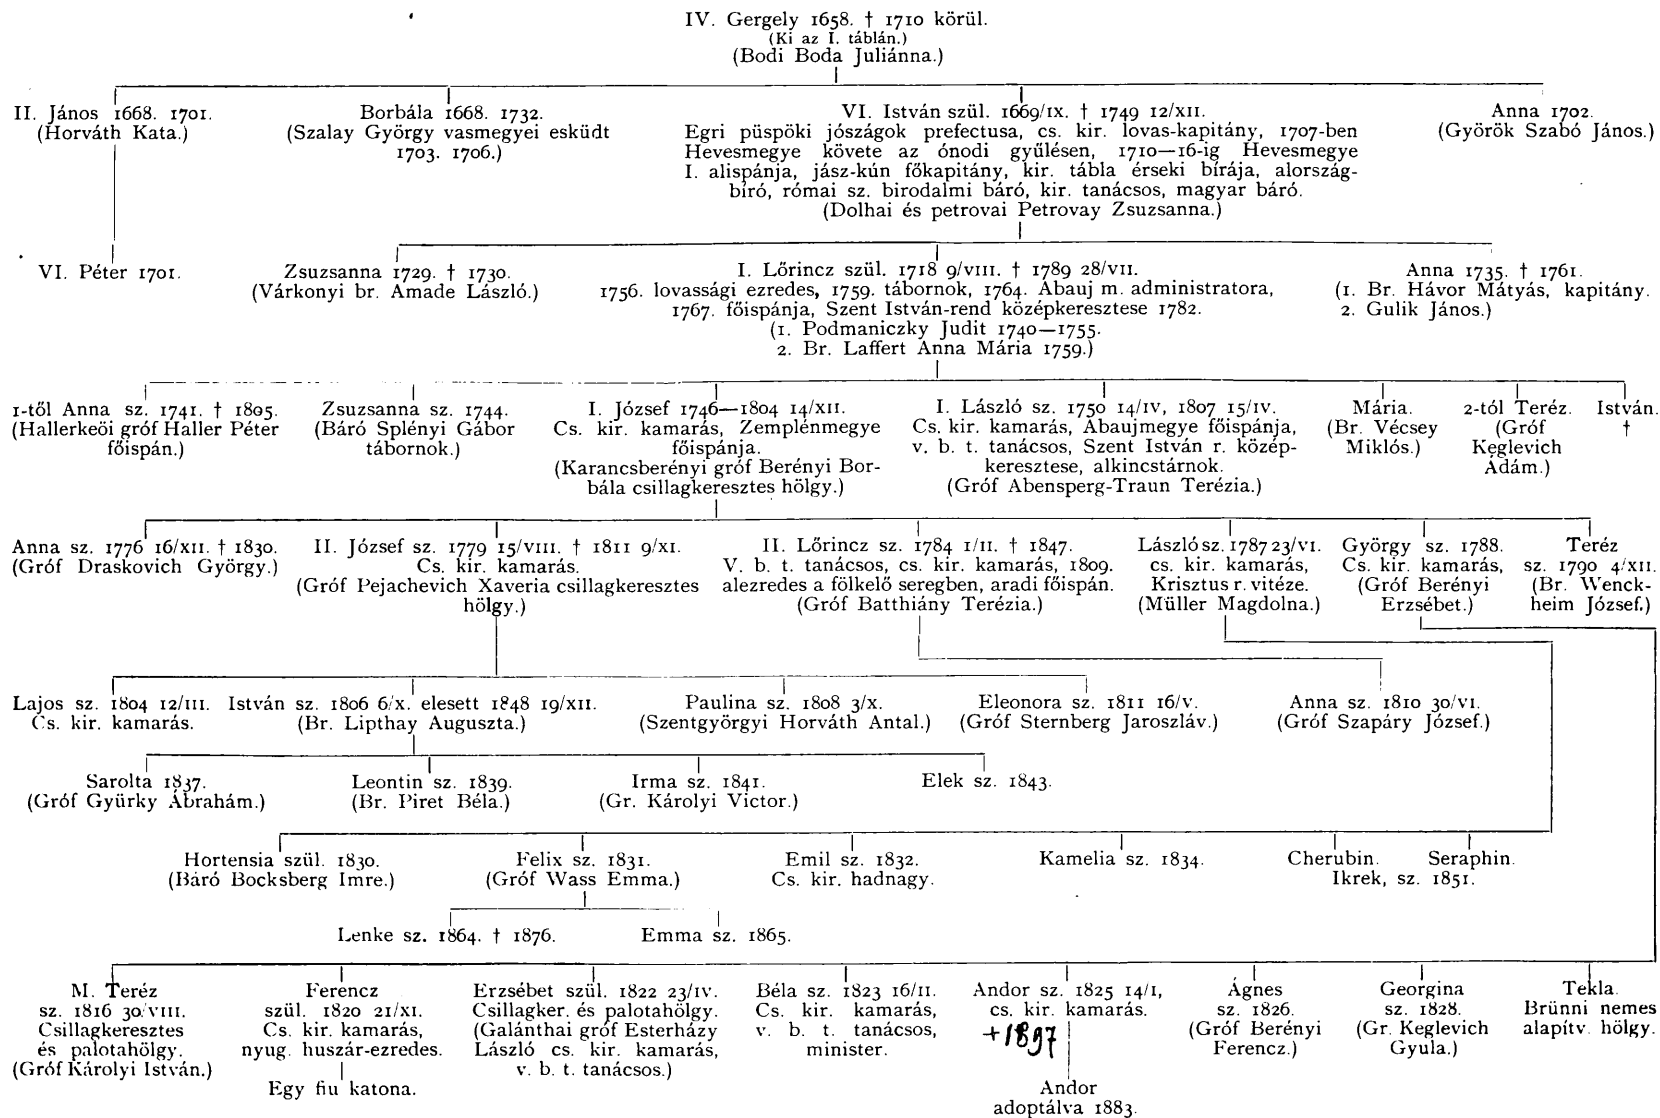 IV. Gergely 1658. † 1710 körül.
(Ki az I. táblán.)
(Bodi Boda Juliánna.)
II. János 1668. 1701.
(Horváth Kata.)
Borbála 1668. 1732.
(Szalay György vasmegyei esküdt
1703. 1706.)
VI. István szül. 1669/IX. † 1749 12/XII.
Egri püspöki jószágok prefectusa, cs. kir. lovas-kapitány, 1707-ben
Hevesmegye követe az ónodi gyűlésen, 1710—16-ig Hevesmegye
I. alispánja, jász-kún főkapitány, kir. tábla érseki bírája, alország-
bíró, római sz. birodalmi báró, kir. tanácsos, magyar báró.
(Dolhai és petrovai Petrovay Zsuzsanna.)
Anna 1702.
(Györök Szabó János.)
VI. Péter 1701.
Zsuzsanna 1729. † 1730.
(Várkonyi br. Amade László.)
I. Lőrincz szül. 1718 9/VIII. † 1789 28/VII.
1756. lovassági ezredes, 1759. tábornok, 1764. Abauj m. administratora,
1767. főispánja, Szent István-rend középkeresztese 1782.
(1. Podmaniczky Judit 1740—1755.
2. Br. Laffert Anna Mária 1759.)
Anna 1735. † 1761.
(1. Br. Hávor Mátyás, kapitány.
2. Gulik János.)
1-től Anna sz. 1741. † 1805.
(Hallerkeöi gróf Haller Péter
főispán.)
Zsuzsanna sz. 1744.
(Báró Splényi Gábor
tábornok.)
I. József 1746—1804 14/XII.
Cs. kir. kamarás, Zemplénmegye
főispánja.
(Karancsberényi gróf Berényi Bor-
bála csillagkeresztes hölgy.)
I. László sz. 1750 14/IV, 1807 15/IV.
Cs. kir. kamarás, Abaujmegye főispánja,
v. b. t. tanácsos, Szent István r. közép-
keresztese, alkincstárnok.
(Gróf Abensperg-Traun Terézia.)
Mária.
(Br. Vécsey
Miklós.)
2-tól Teréz.
(Gróf
Keglevich
Ádám.)
István.
†
Anna sz. 1776 16/XII. † 1830.
(Gróf Draskovich György.)
II. József sz. 1779 15/VIII. † 1811 9/XI.
Cs. kir. kamarás.
(Gróf Pejachevich Xaveria csillagkeresztes
hölgy.)
II. Lőrincz sz. 1784 1/II. † 1847.
V. b. t. tanácsos, cs. kir. kamarás, 1809.
alezredes a fölkelő seregben, aradi főispán.
(Gróf Batthiány Terézia.)
László sz. 1787 23/VI.
cs. kir. kamarás,
Krisztus r. vitéze.
(Müller Magdolna.)
György sz. 1788.
Cs. kir. kamarás,
(Gróf Berényi
Erzsébet.)
Teréz
sz. 1790 4/XII.
(Br. Wenck-
heim József.)
Lajos sz. 1804 12/III.
Cs. kir. kamarás.
István sz. 1806 6/X. elesett 1848 19/XII.
(Br. Lipthay Auguszta.)
Paulina sz. 1808 3/X.
(Szentgyörgyi Horváth Antal.)
Eleonora sz. 1811 16/V.
(Gróf Sternberg Jaroszláv.)
Anna sz. 1810 30/VI.
(Gróf Szapáry József.)
Sarolta 1837.
(Gróf Gyürky Ábrahám.)
Leontin sz. 1839.
(Br. Piret Béla.)
Irma sz. 1841.
(Gr. Károlyi Victor.)
Elek sz. 1843.
Hortensia szül. 1830.
(Báró Bocksberg Imre.)
Felix sz. 1831.
(Gróf Wass Emma.)
Emil sz. 1832.
Cs. kir. hadnagy.
Kamelia sz. 1834.
Cherubin. Seraphin.
Ikrek, sz. 1851.
Lenke sz. 1864. † 1876.
Emma sz. 1865.
M. Teréz
sz. 1816 30/VIII.
Csillagkeresztes
és palotahölgy.
(Gróf Károlyi István.)
Ferencz
szül. 1820 21/XI.
Cs. kir. kamarás,
nyug. huszár-ezredes.
Egy fiu katona.
Erzsébet szül. 1822 23/IV.
Csillagker. és palotahölgy.
(Galánthai gróf Esterházy
László cs. kir. kamarás,
v. b. t. tanácsos.)
Béla sz. 1823 16/II.
Cs. kir. kamarás,
v. b. t. tanácsos,
minister.
Andor sz. 1825 14/I,
cs. kir. kamarás.
+1897
Andor
adoptálva 1883.
Ágnes
sz. 1826.
(Gróf Berényi
Ferencz.)
Georgina
sz. 1828.
(Gr. Keglevich
Gyula.)
Tekla.
Brünni nemes
alapítv. hölgy.